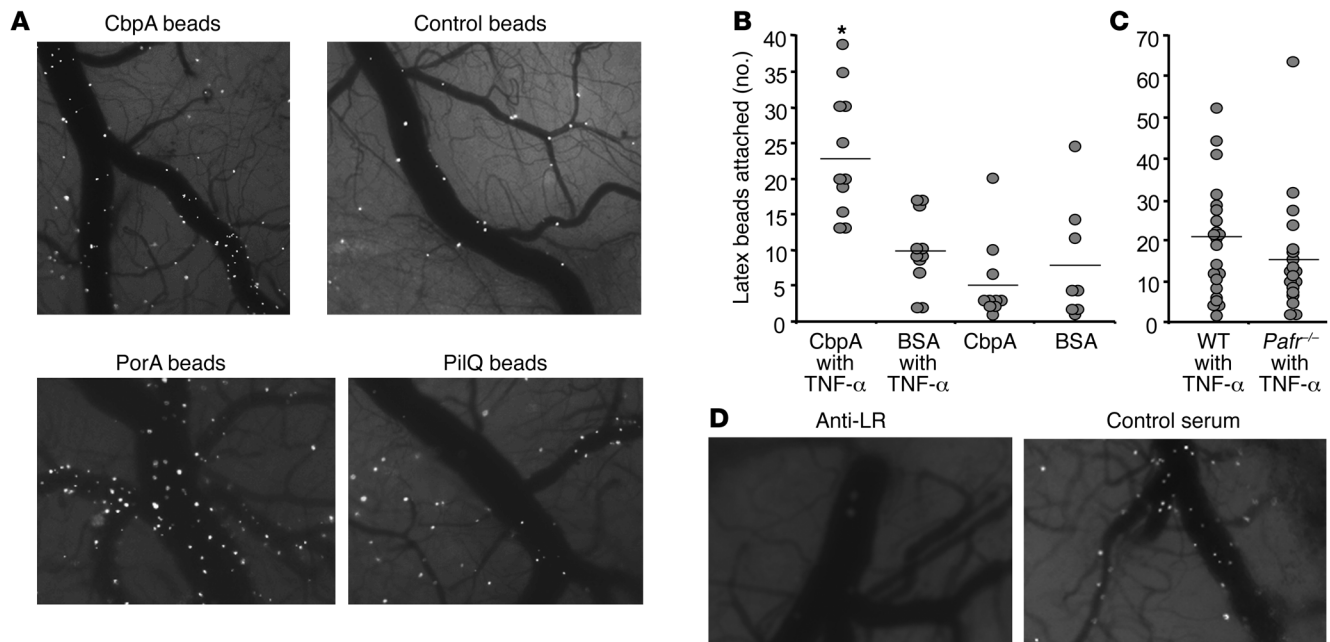 A
CbpA beads
Control beads
PorA beads
PilQ beads
B
Latex beads attached (no.)
40
35
30
25
20
15
10
5
0
*
CbpA
with
TNF-α
BSA
with
TNF-α
CbpA
BSA
C
70
60
50
40
30
20
10
0
WT
with
TNF-α
Pafr–/–
with
TNF-α
D
Anti-LR
Control serum